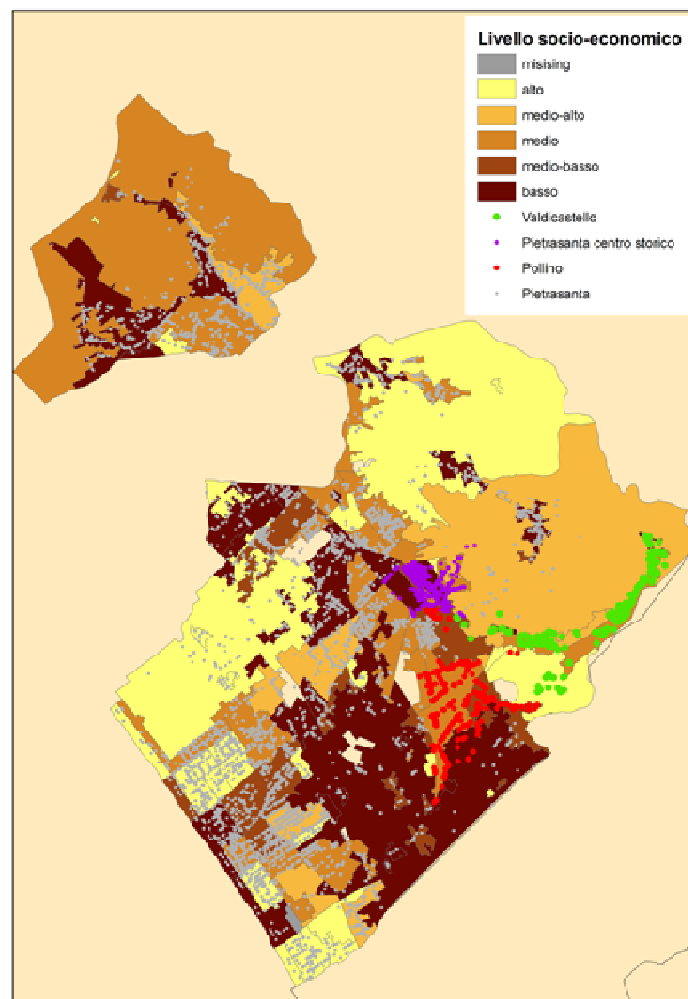 Livello socio-economico
missing
alto
medio-alto
medio
medio-basso
basso
Valdicastello
Pietrasanta centro storico
Pollino
Pietrasanta